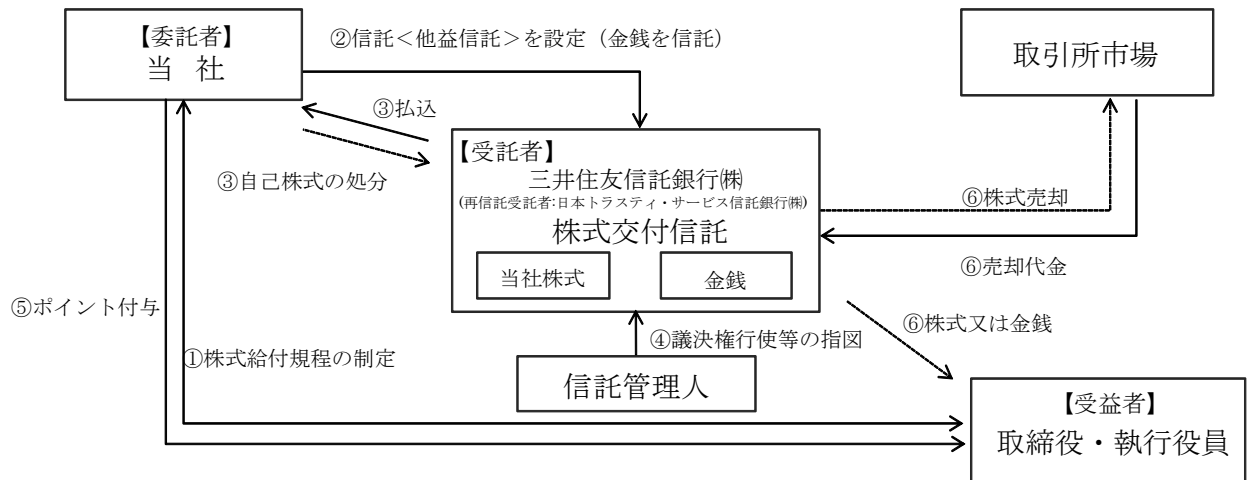 【委託者】
当 社
②信託<他益信託>を設定(金銭を信託)
取引所市場
③払込
③自己株式の処分
【受託者】
三井住友信託銀行㈱
(再信託受託者:日本トラスティ・サービス信託銀行㈱)
株式交付信託
当社株式
金銭
⑥株式売却
⑥売却代金
⑤ポイント付与
①株式給付規程の制定
④議決権行使等の指図
⑥株式又は金銭
信託管理人
【受益者】
取締役・執行役員